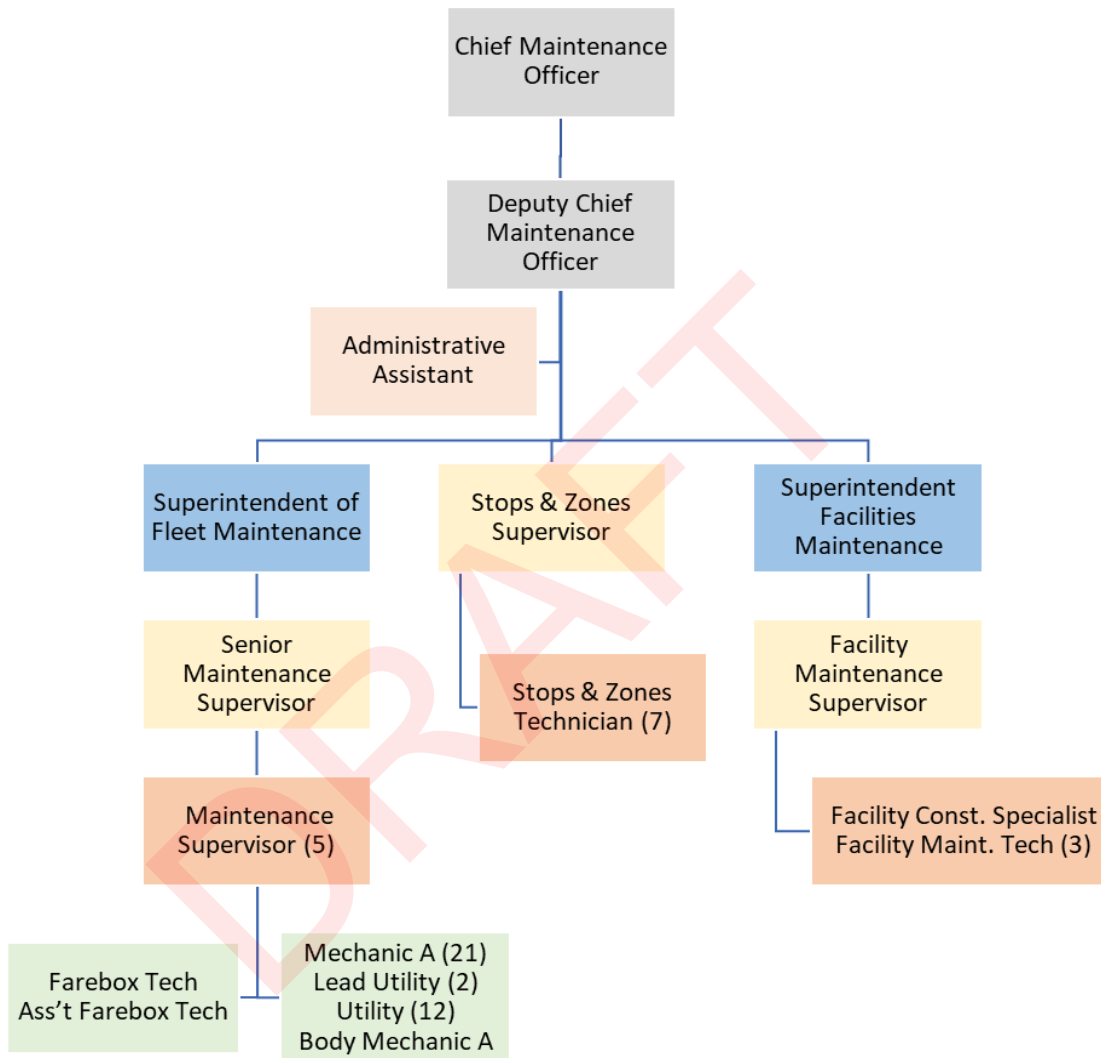 Chief Maintenance
Officer
Deputy Chief
Maintenance
Officer
Administrative
Assistant
Superintendent of
Fleet Maintenance
Stops & Zones
Supervisor
Superintendent
Facilities
Maintenance
Senior
Maintenance
Supervisor
Stops & Zones
Technician (7)
Facility
Maintenance
Supervisor
Maintenance
Supervisor (5)
Facility Const. Specialist
Facility Maint. Tech (3)
Farebox Tech
Ass’t Farebox Tech
Mechanic A (21)
Lead Utility (2)
Utility (12)
Body Mechanic A
DRAFT